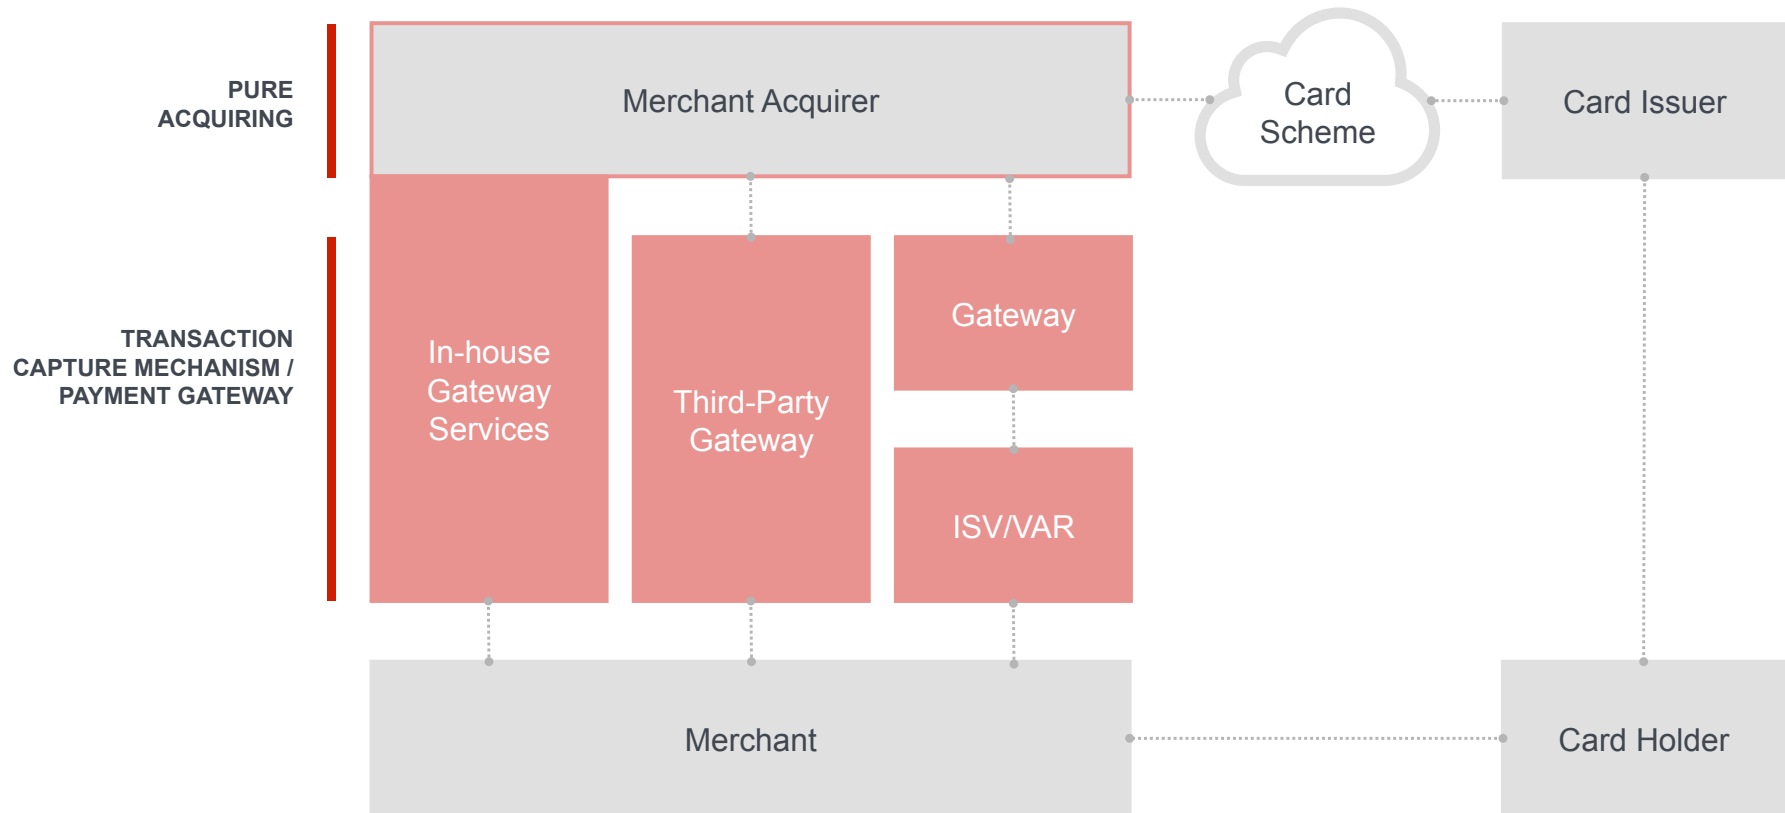 PURE
ACQUIRING
Merchant Acquirer
Card
Scheme
Card Issuer
TRANSACTION
CAPTURE MECHANISM /
PAYMENT GATEWAY
In-house
Gateway
Services
Third-Party
Gateway
Gateway
ISV/VAR
Merchant
Card Holder